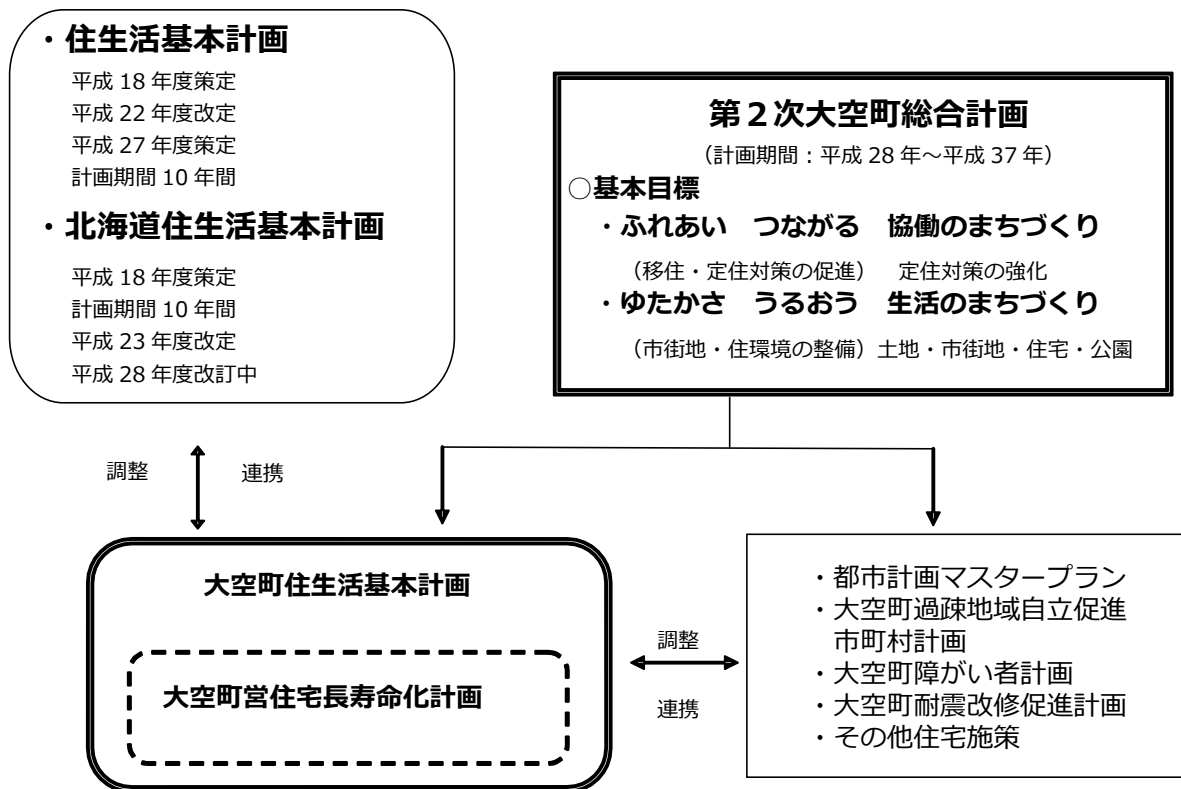 ・住生活基本計画
平成 18 年度策定
平成 22 年度改定
平成 27 年度策定
計画期間 10 年間
・北海道住生活基本計画
平成 18 年度策定
計画期間 10 年間
平成 23 年度改定
平成 28 年度改訂中
第２次大空町総合計画
（計画期間：平成 28 年～平成 37 年）
○基本目標
・ふれあい　つながる　協働のまちづくり
（移住・定住対策の促進）　定住対策の強化
・ゆたかさ　うるおう　生活のまちづくり
（市街地・住環境の整備）土地・市街地・住宅・公園
調整　連携
大空町住生活基本計画
大空町営住宅長寿命化計画
調整
連携
・都市計画マスタープラン
・大空町過疎地域自立促進
市町村計画
・大空町障がい者計画
・大空町耐震改修促進計画
・その他住宅施策